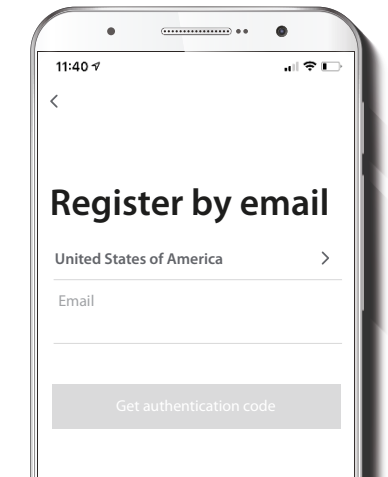 11:40
Register by email
United States of America
Email
Get authentication code